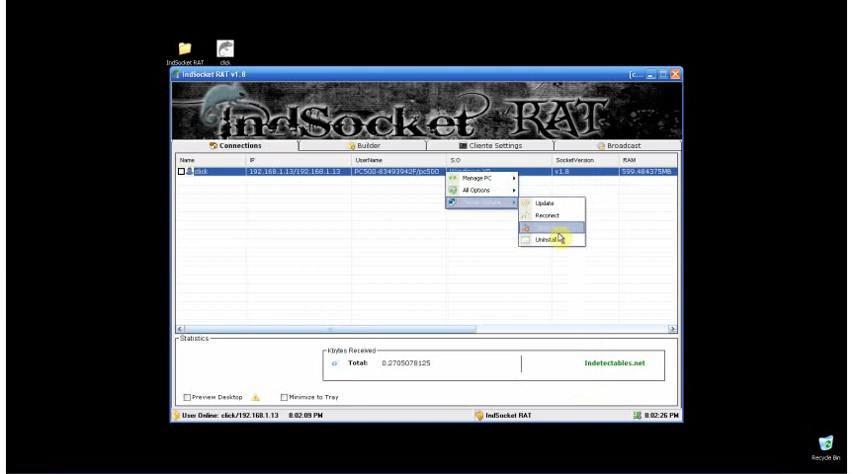 IndSocket RAT
click
IndSocket RAT v1.8
[c...
IndSocket RAT
Connections
Builder
Cliente Settings
Broadcast
Name
IP
UserName
S.O
SocketVersion
RAM
click
192.168.1.13/192.168.1.13
PC500-83493942F/pc500
Windows XP
v1.8
599.484375MB
Manage PC
All Options
Update
Reconect
Uninstall
Statistics
Kbytes Received
Total: 0.2705078125
Indetectables.net
Preview Desktop
Minimize to Tray
User Online: click/192.168.1.13 8:02:09 PM
IndSocket RAT
8:02:26 PM
Recycle Bin